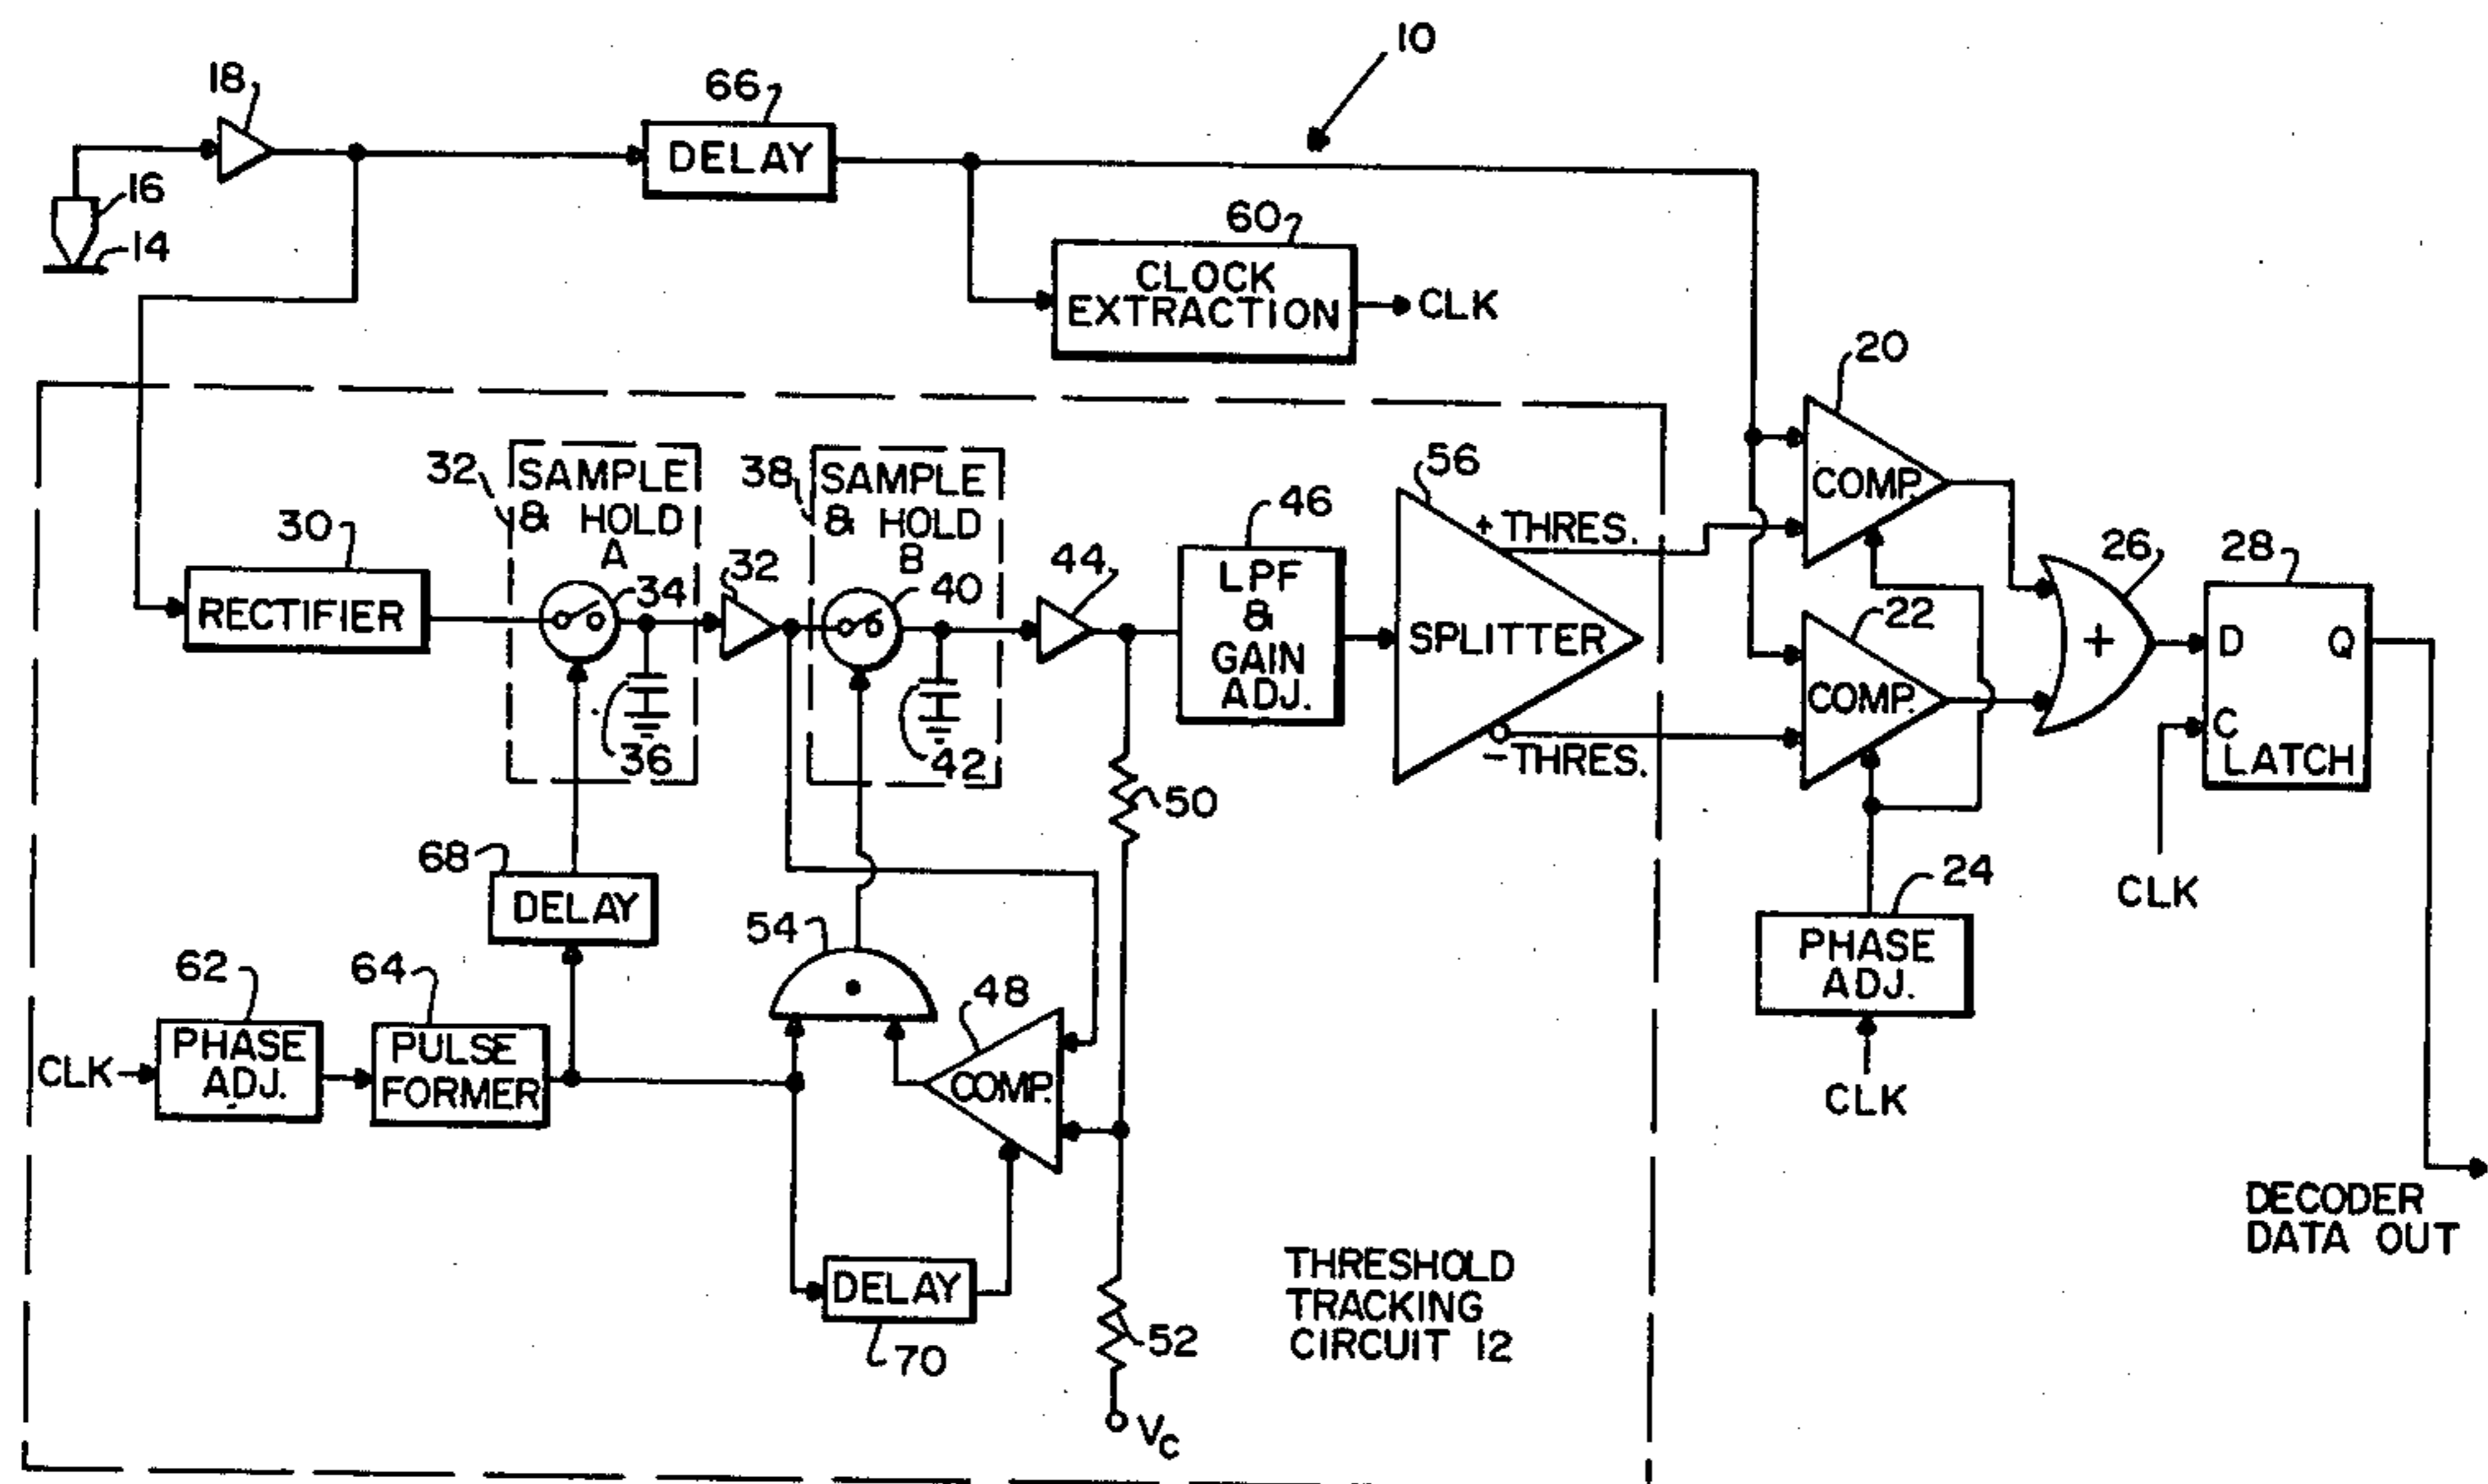 10
18
66
DELAY
16
14
60
CLOCK
EXTRACTION
CLK
20
COMP.
32
SAMPLE
& HOLD
A
38
SAMPLE
& HOLD
B
56
46
+ THRES.
30
34
32
40
44
26
28
RECTIFIER
LPF
&
GAIN
ADJ.
SPLITTER
22
COMP.
+
D
Q
C
LATCH
36
42
-THRES.
50
68
DELAY
24
CLK
54
PHASE
ADJ.
62
64
48
CLK
PHASE
ADJ.
PULSE
FORMER
COMP.
CLK
DECODER
DATA OUT
DELAY
70
52
THRESHOLD
TRACKING
CIRCUIT 12
VC